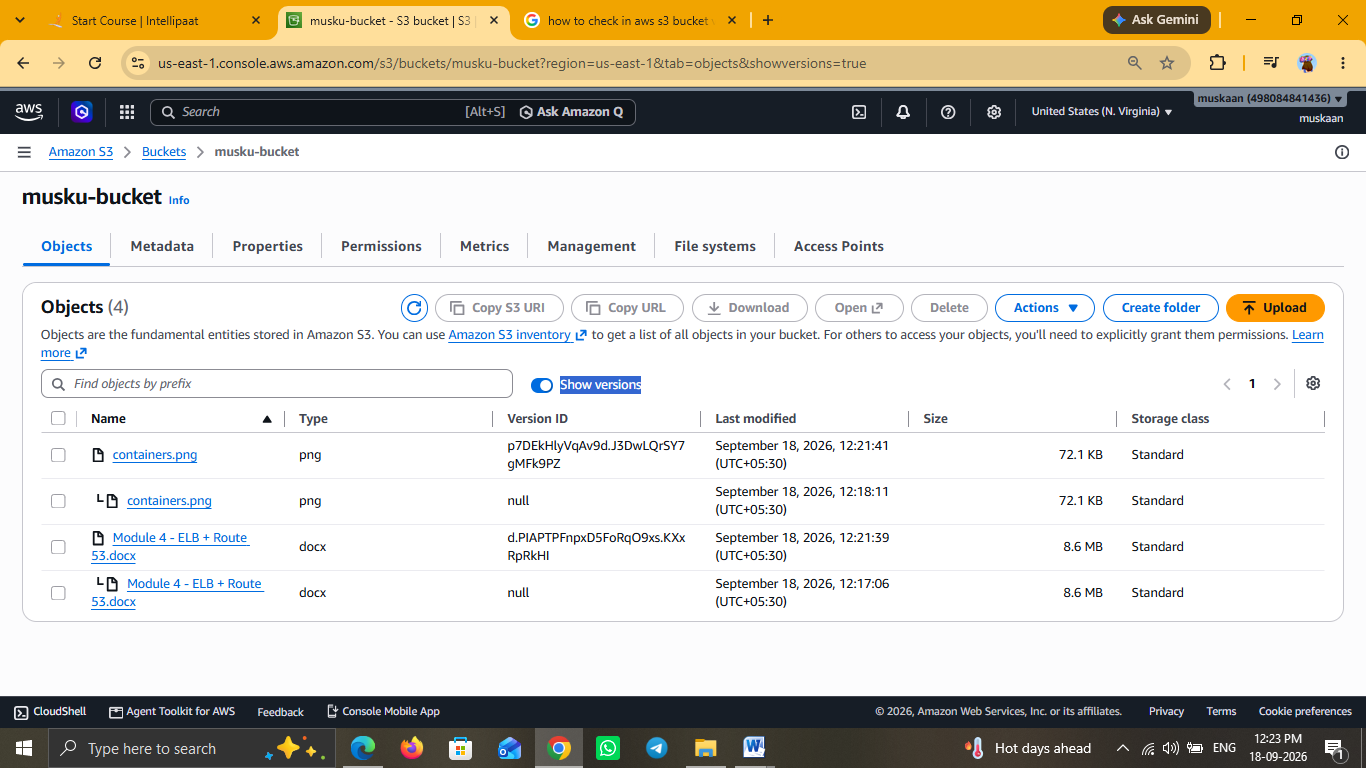 Start Course | Intellipaat
musku-bucket - S3 bucket | S3 |
how to check in aws s3 bucket
Ask Gemini
us-east-1.console.aws.amazon.com/s3/buckets/musku-bucket?region=us-east-1&tab=objects&showversions=true
aws
Search
[Alt+S]
Ask Amazon Q
United States (N. Virginia)
muskaan (498084841436)
muskaan
Amazon S3
Buckets
musku-bucket
musku-bucket Info
Objects
Metadata
Properties
Permissions
Metrics
Management
File systems
Access Points
Objects (4)
Copy S3 URI
Copy URL
Download
Open
Delete
Actions
Create folder
Upload
Objects are the fundamental entities stored in Amazon S3. You can use Amazon S3 inventory to get a list of all objects in your bucket. For others to access your objects, you'll need to explicitly grant them permissions. Learn
more
Find objects by prefix
Show versions
1
Name
Type
Version ID
Last modified
Size
Storage class
containers.png
png
p7DEkHlyVqAv9d.J3DwLQrSY7
gMFk9PZ
September 18, 2026, 12:21:41
(UTC+05:30)
72.1 KB
Standard
containers.png
png
null
September 18, 2026, 12:18:11
(UTC+05:30)
72.1 KB
Standard
Module 4 - ELB + Route
53.docx
docx
d.PIAPTPFnpxD5FoRqO9xs.KXx
RpRkHI
September 18, 2026, 12:21:39
(UTC+05:30)
8.6 MB
Standard
Module 4 - ELB + Route
53.docx
docx
null
September 18, 2026, 12:17:06
(UTC+05:30)
8.6 MB
Standard
CloudShell
Agent Toolkit for AWS
Feedback
Console Mobile App
© 2026, Amazon Web Services, Inc. or its affiliates.
Privacy
Terms
Cookie preferences
Type here to search
Hot days ahead
ENG
12:23 PM
18-09-2026
1